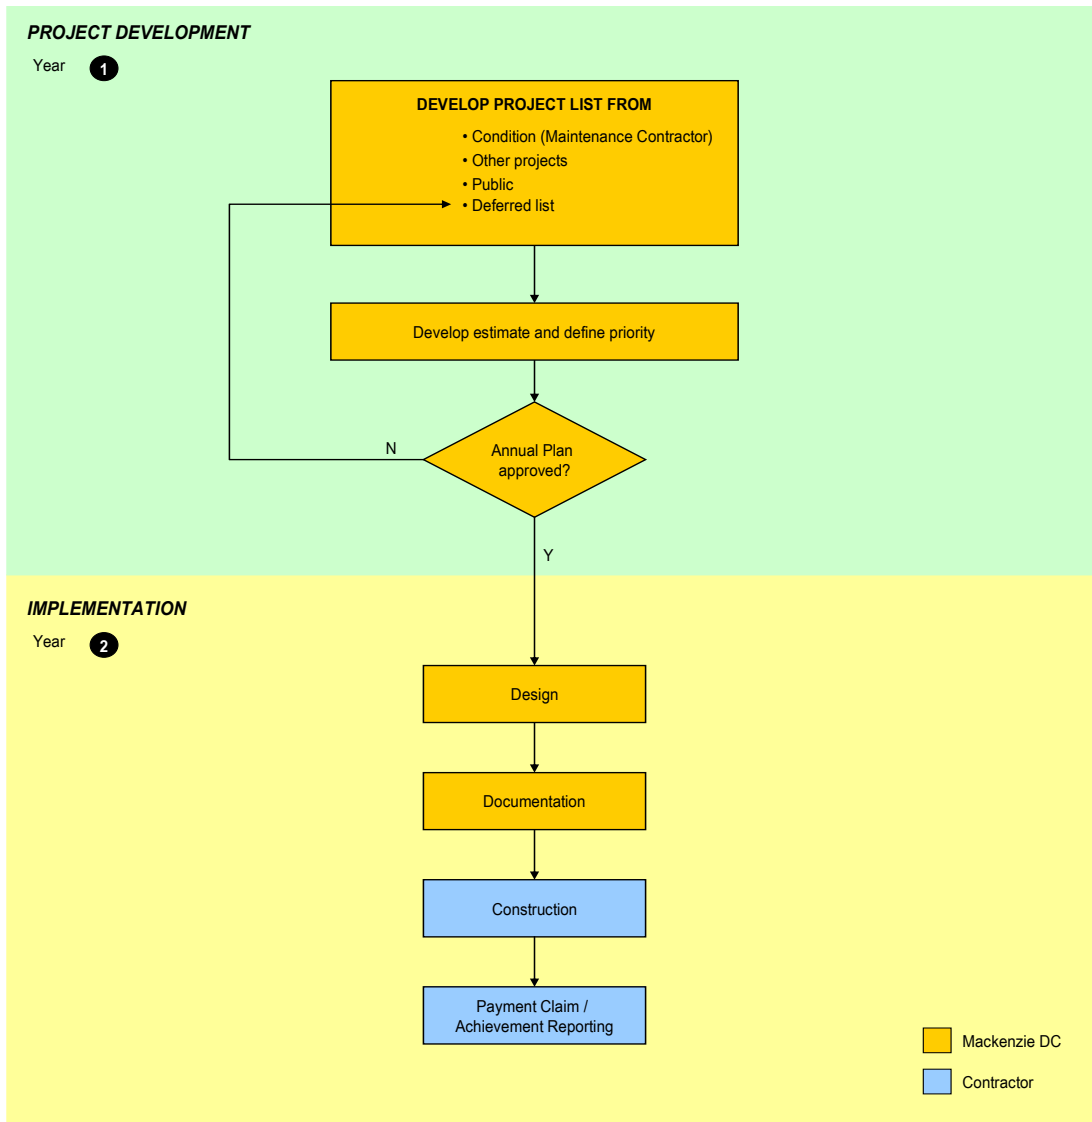 PROJECT DEVELOPMENT
Year 1
DEVELOP PROJECT LIST FROM
• Condition (Maintenance Contractor)
• Other projects
• Public
• Deferred list
Develop estimate and define priority
Annual Plan
approved?
N
Y
IMPLEMENTATION
Year 2
Design
Documentation
Construction
Payment Claim /
Achievement Reporting
Mackenzie DC
Contractor